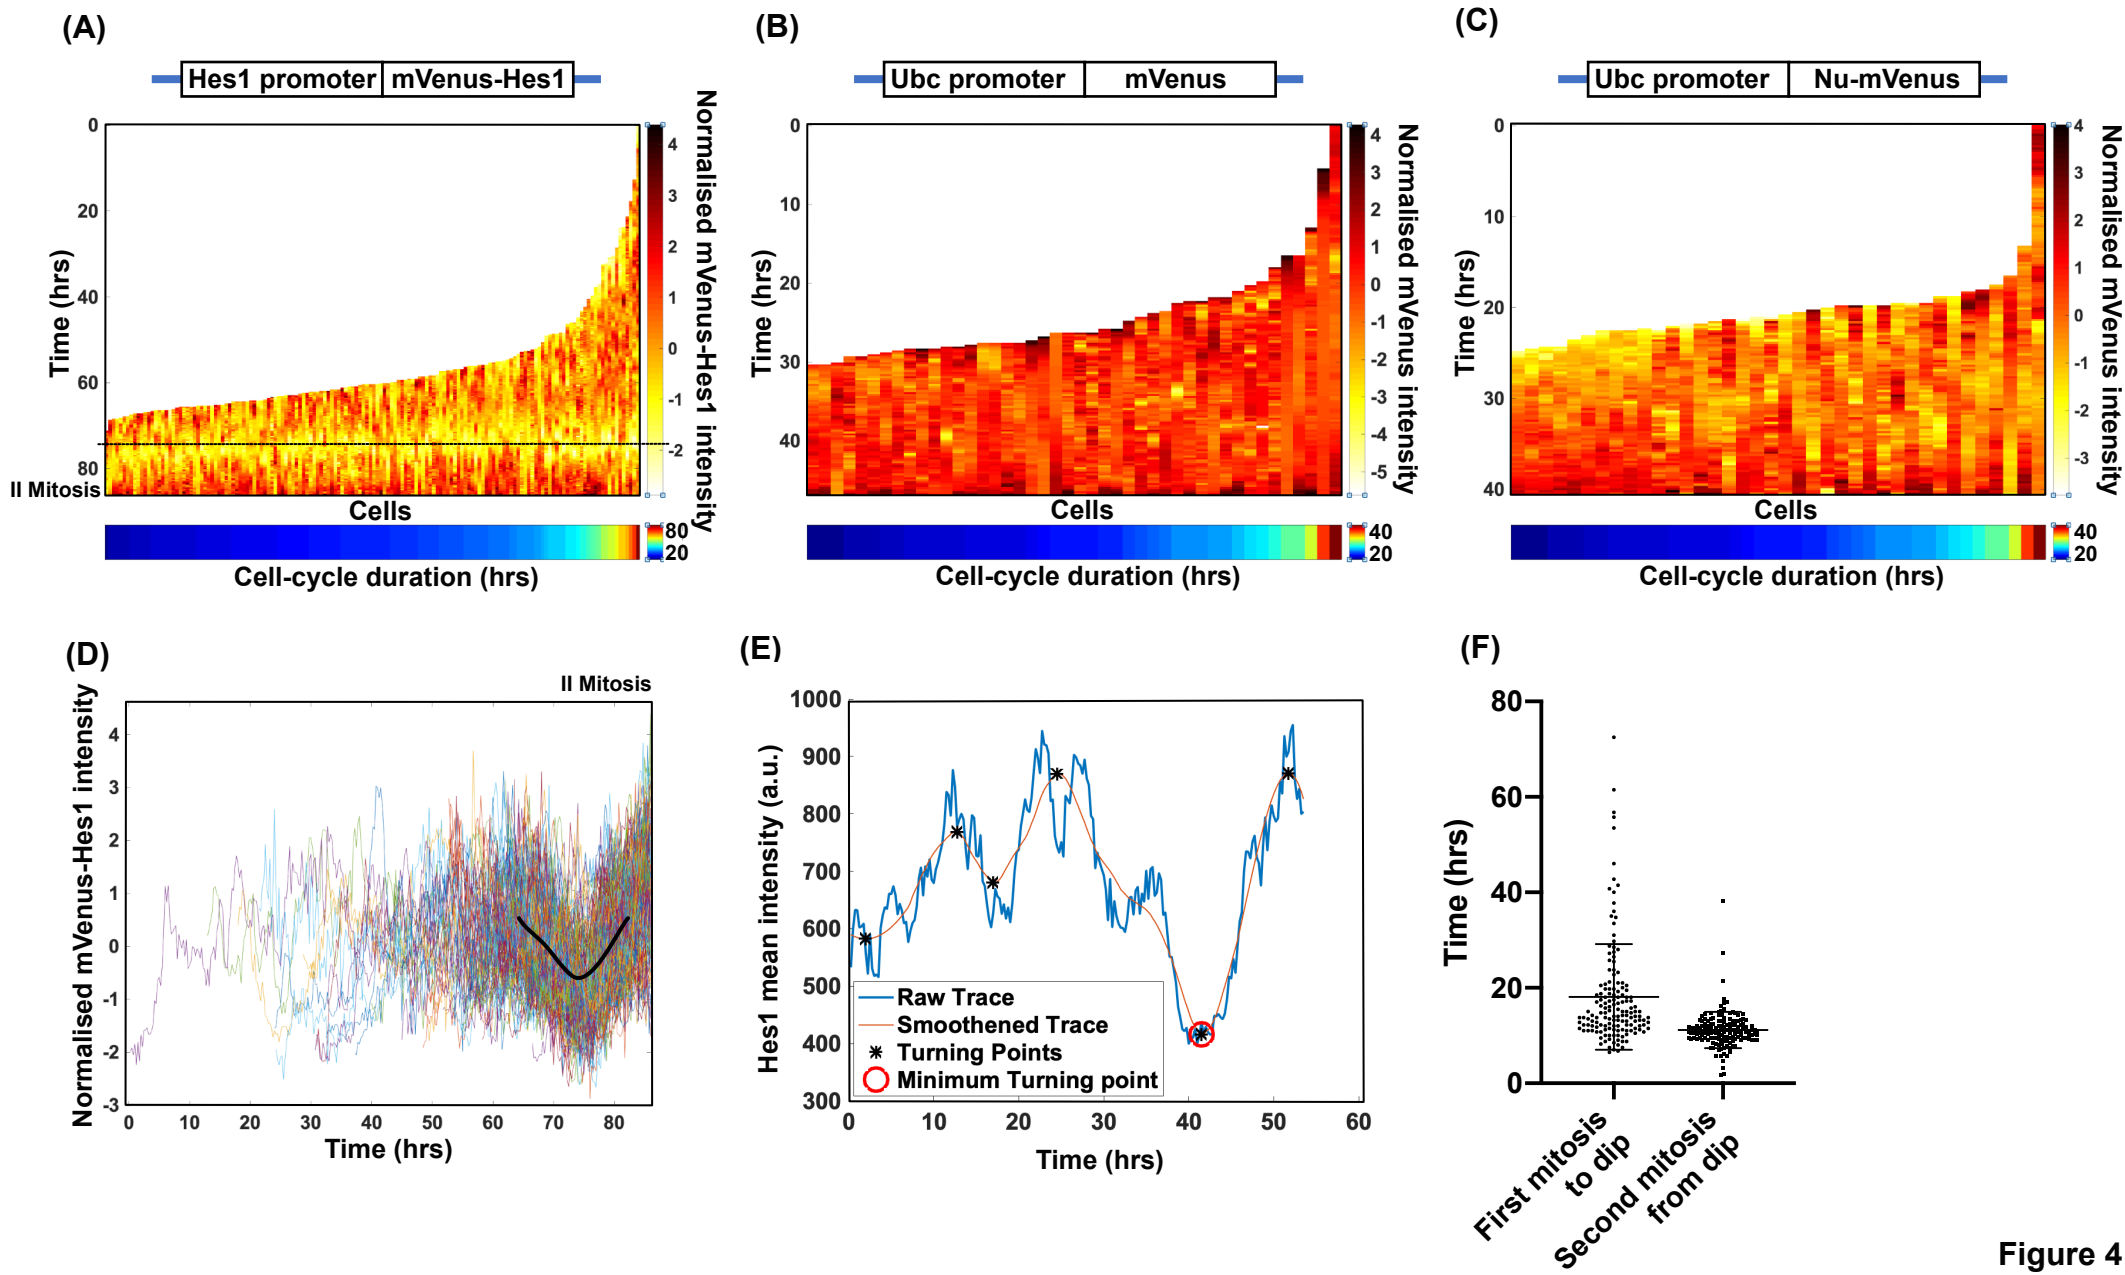 (A)
Hes1 promoter
mVenus-Hes1
0
20
40
60
80
II Mitosis
Time (hrs)
4
3
2
1
0
-1
-2
Normalised mVenus-Hes1 intensity
Cells
80
20
Cell-cycle duration (hrs)
(B)
Ubc promoter
mVenus
0
10
20
30
40
Time (hrs)
4
3
2
1
0
-1
-2
-3
-4
-5
Normalised mVenus intensity
Cells
40
20
Cell-cycle duration (hrs)
(C)
Ubc promoter
Nu-mVenus
0
10
20
30
40
Time (hrs)
4
3
2
1
0
-1
-2
-3
Normalised mVenus intensity
Cells
40
20
Cell-cycle duration (hrs)
(D)
II Mitosis
Normalised mVenus-Hes1 intensity
4
3
2
1
0
-1
-2
-3
0 10 20 30 40 50 60 70 80
Time (hrs)
(E)
Hes1 mean intensity (a.u.)
1000
900
800
700
600
500
400
300
Raw Trace
Smoothened Trace
Turning Points
Minimum Turning point
0 10 20 30 40 50 60
Time (hrs)
(F)
Time (hrs)
80
60
40
20
0
First mitosis
to dip
Second mitosis
from dip
Figure 4